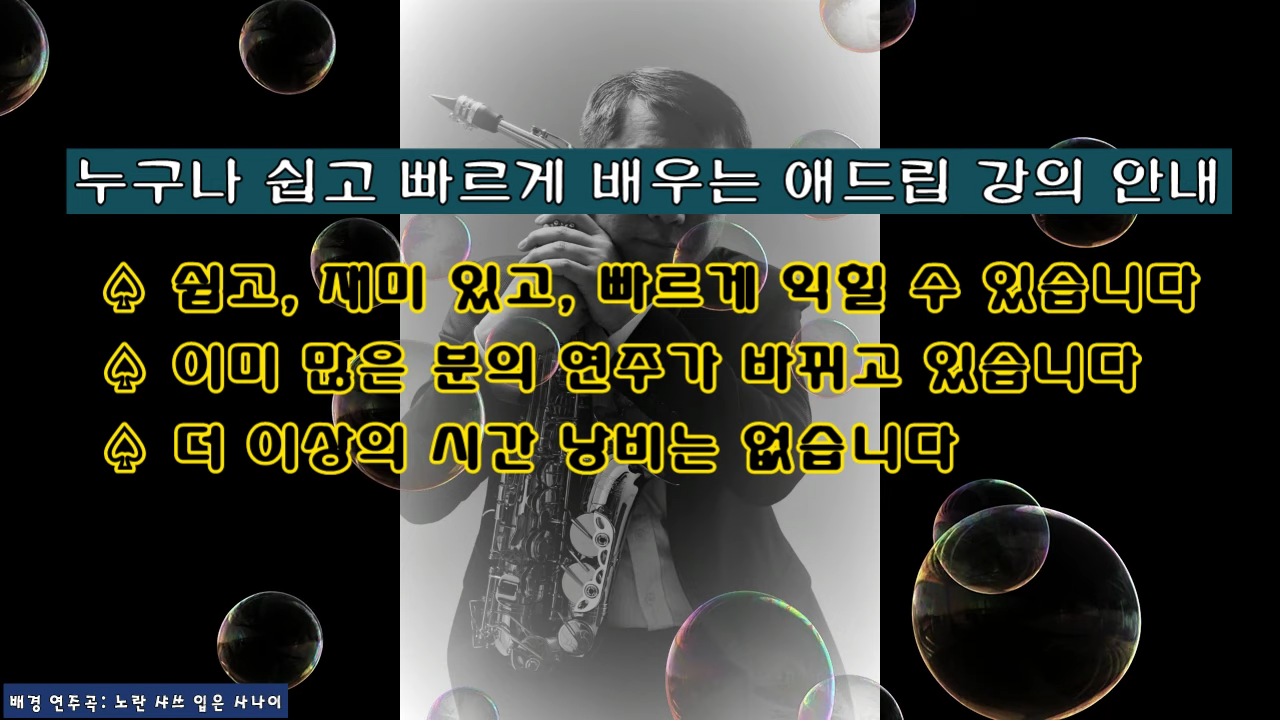 누구나 쉽고 빠르게 배우는 애드립 강의 안내
♤ 쉽고, 재미 있고, 빠르게 익힐 수 있습니다
♤ 이미 많은 분의 연주가 바뀌고 있습니다
♤ 더 이상의 시간 낭비는 없습니다
배경 연주곡: 노란 샤쓰 입은 사나이